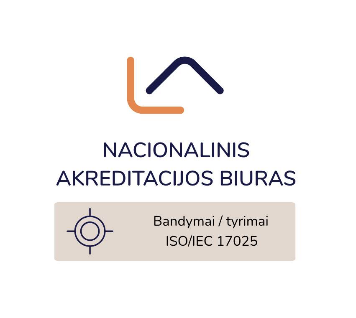 NACIONALINIS
AKREDITACIJOS BIURAS
Bandymai / tyrimai
ISO/IEC 17025